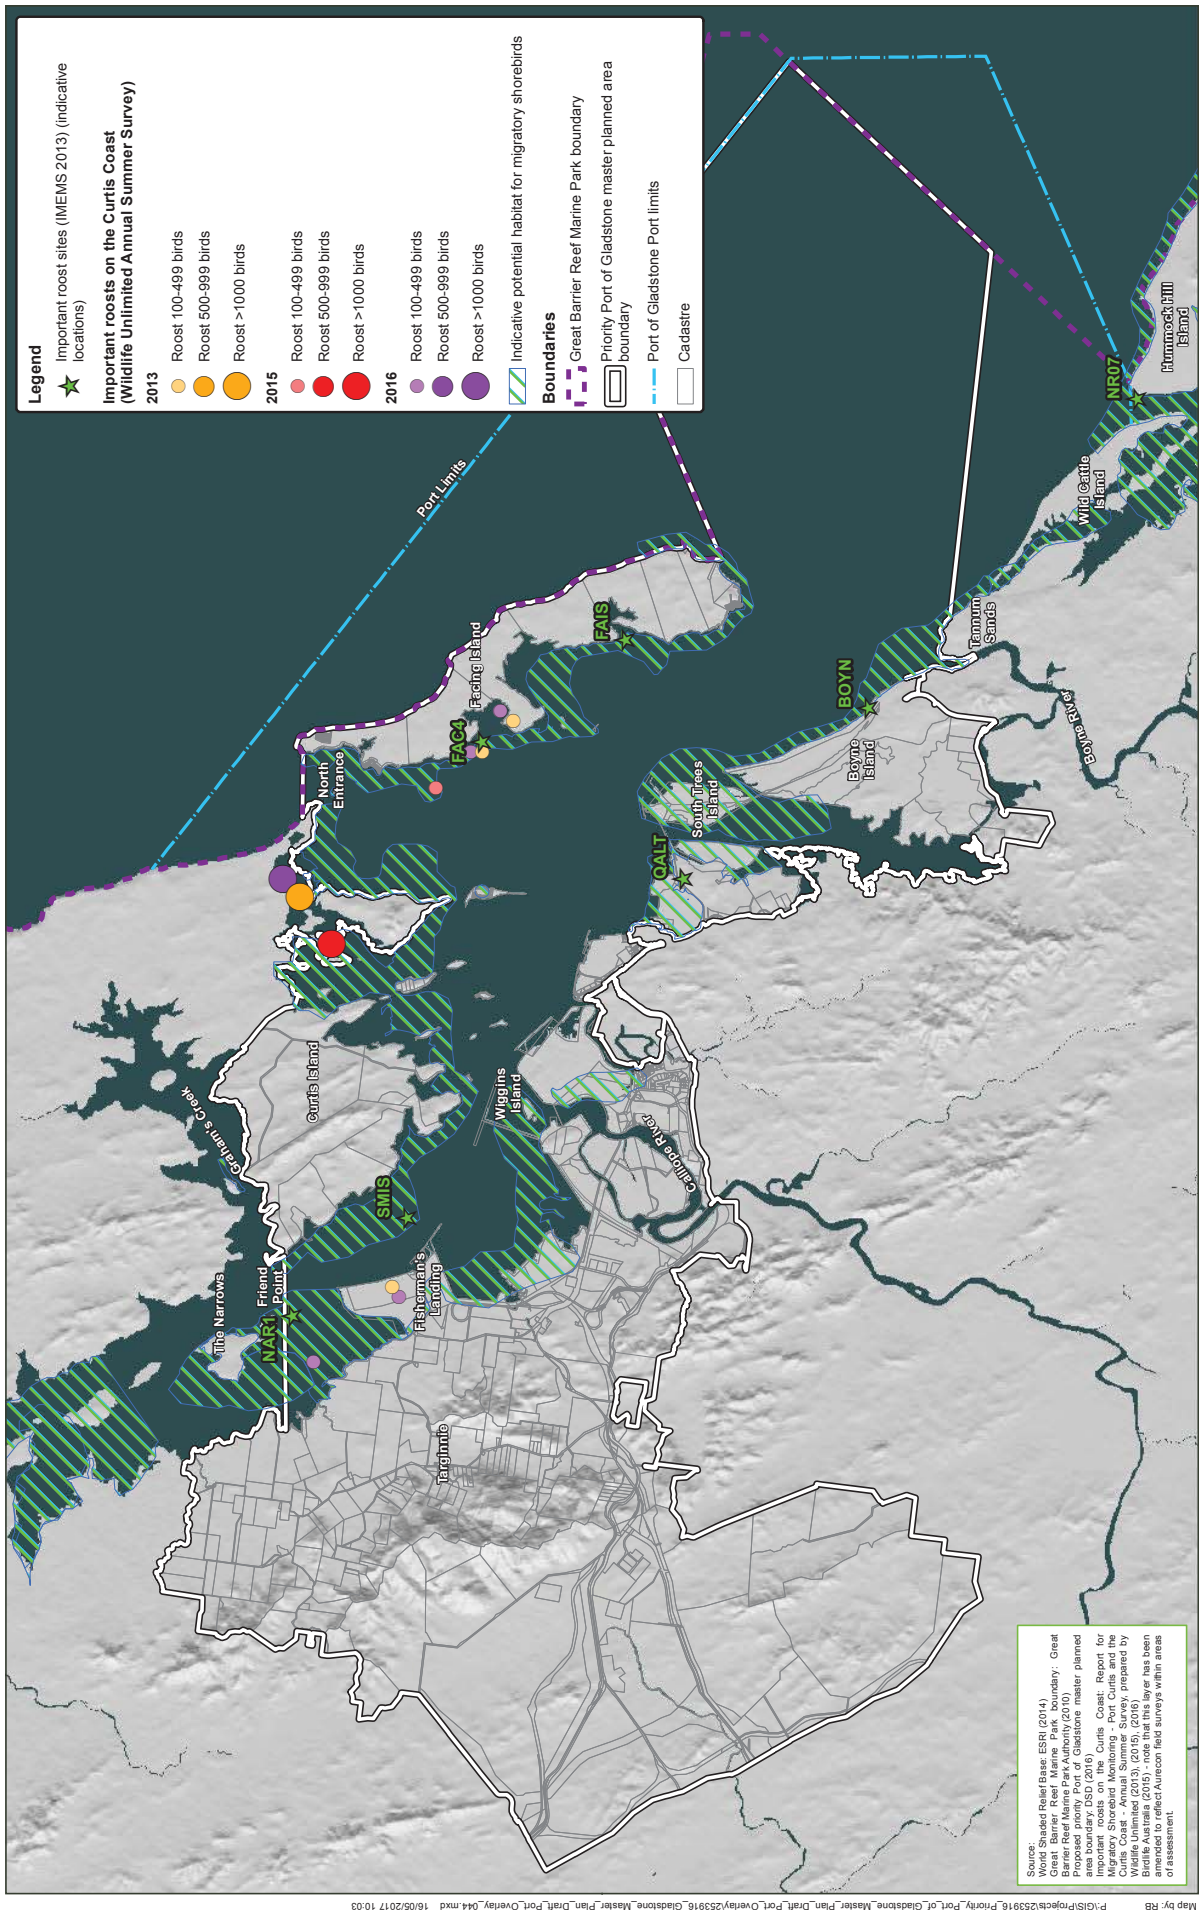 Legend
Important roost sites (IMEMS 2013) (indicative
locations)
Important roosts on the Curtis Coast
(Wildlife Unlimited Annual Summer Survey)
2013
Roost 100-499 birds
Roost 500-999 birds
Roost >1000 birds
2015
Roost 100-499 birds
Roost 500-999 birds
Roost >1000 birds
2016
Roost 100-499 birds
Roost 500-999 birds
Roost >1000 birds
Indicative potential habitat for migratory shorebirds
Boundaries
Great Barrier Reef Marine Park boundary
Priority Port of Gladstone master planned area
boundary
Port of Gladstone Port limits
Cadastre
Port Limits
The Narrows
Graham's Creek
Friend
Point
NAR1
Curtis Island
SMIS
Fisherman's
Landing
Targinnie
Wiggins
Island
Calliope River
North
Entrance
FAC4
Facing Island
FAIS
QALT
South Trees
Island
BOYN
Boyne
Island
Tannum
Sands
Boyne River
Wild Cattle
Island
NR07
Hummock Hill
Island
Source:
World Shaded Relief Base: ESRI (2014)
Great Barrier Reef Marine Park boundary: Great
Barrier Reef Marine Park Authority (2010)
Proposed priority Port of Gladstone master planned
area boundary: DSD (2016)
Important roosts on the Curtis Coast: Report for
Migratory Shorebird Monitoring - Port Curtis and the
Curtis Coast - Annual Summer Survey, prepared by
Wildlife Unlimited (2013), (2015), (2016)
Birdlife Australia (2015) - note that this layer has been
amended to reflect Aurecon field surveys within areas
of assessment.
Map by: RB
P:\GIS\Projects\253916_Priority_Port_of_Gladstone_Master_Plan_Draft_Port_Overlay\253916_Gladstone_Master_Plan_Draft_Port_Overlay_044.mxd 16/05/2017 10:03